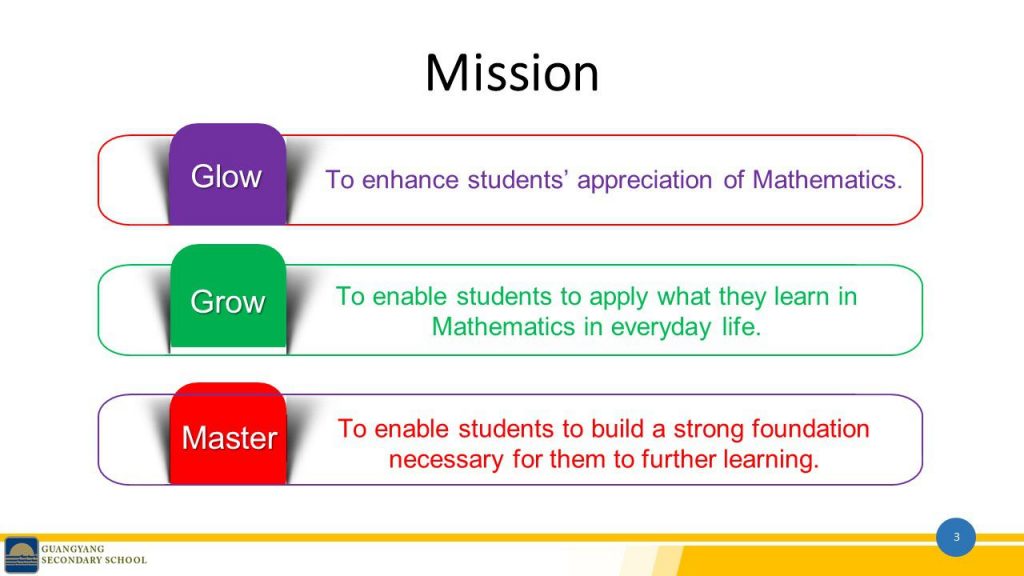 Mission
Glow
To enhance students’ appreciation of Mathematics.
Grow
To enable students to apply what they learn in
Mathematics in everyday life.
Master
To enable students to build a strong foundation
necessary for them to further learning.
3
GUANGYANG
SECONDARY SCHOOL